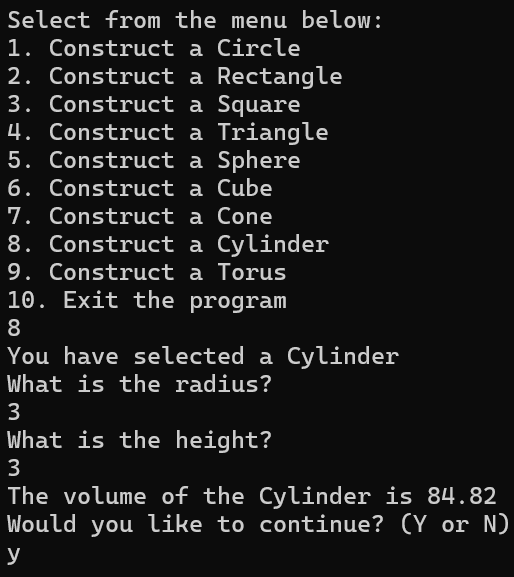 Select from the menu below:
1. Construct a Circle
2. Construct a Rectangle
3. Construct a Square
4. Construct a Triangle
5. Construct a Sphere
6. Construct a Cube
7. Construct a Cone
8. Construct a Cylinder
9. Construct a Torus
10. Exit the program
8
You have selected a Cylinder
What is the radius?
3
What is the height?
3
The volume of the Cylinder is 84.82
Would you like to continue? (Y or N)
y